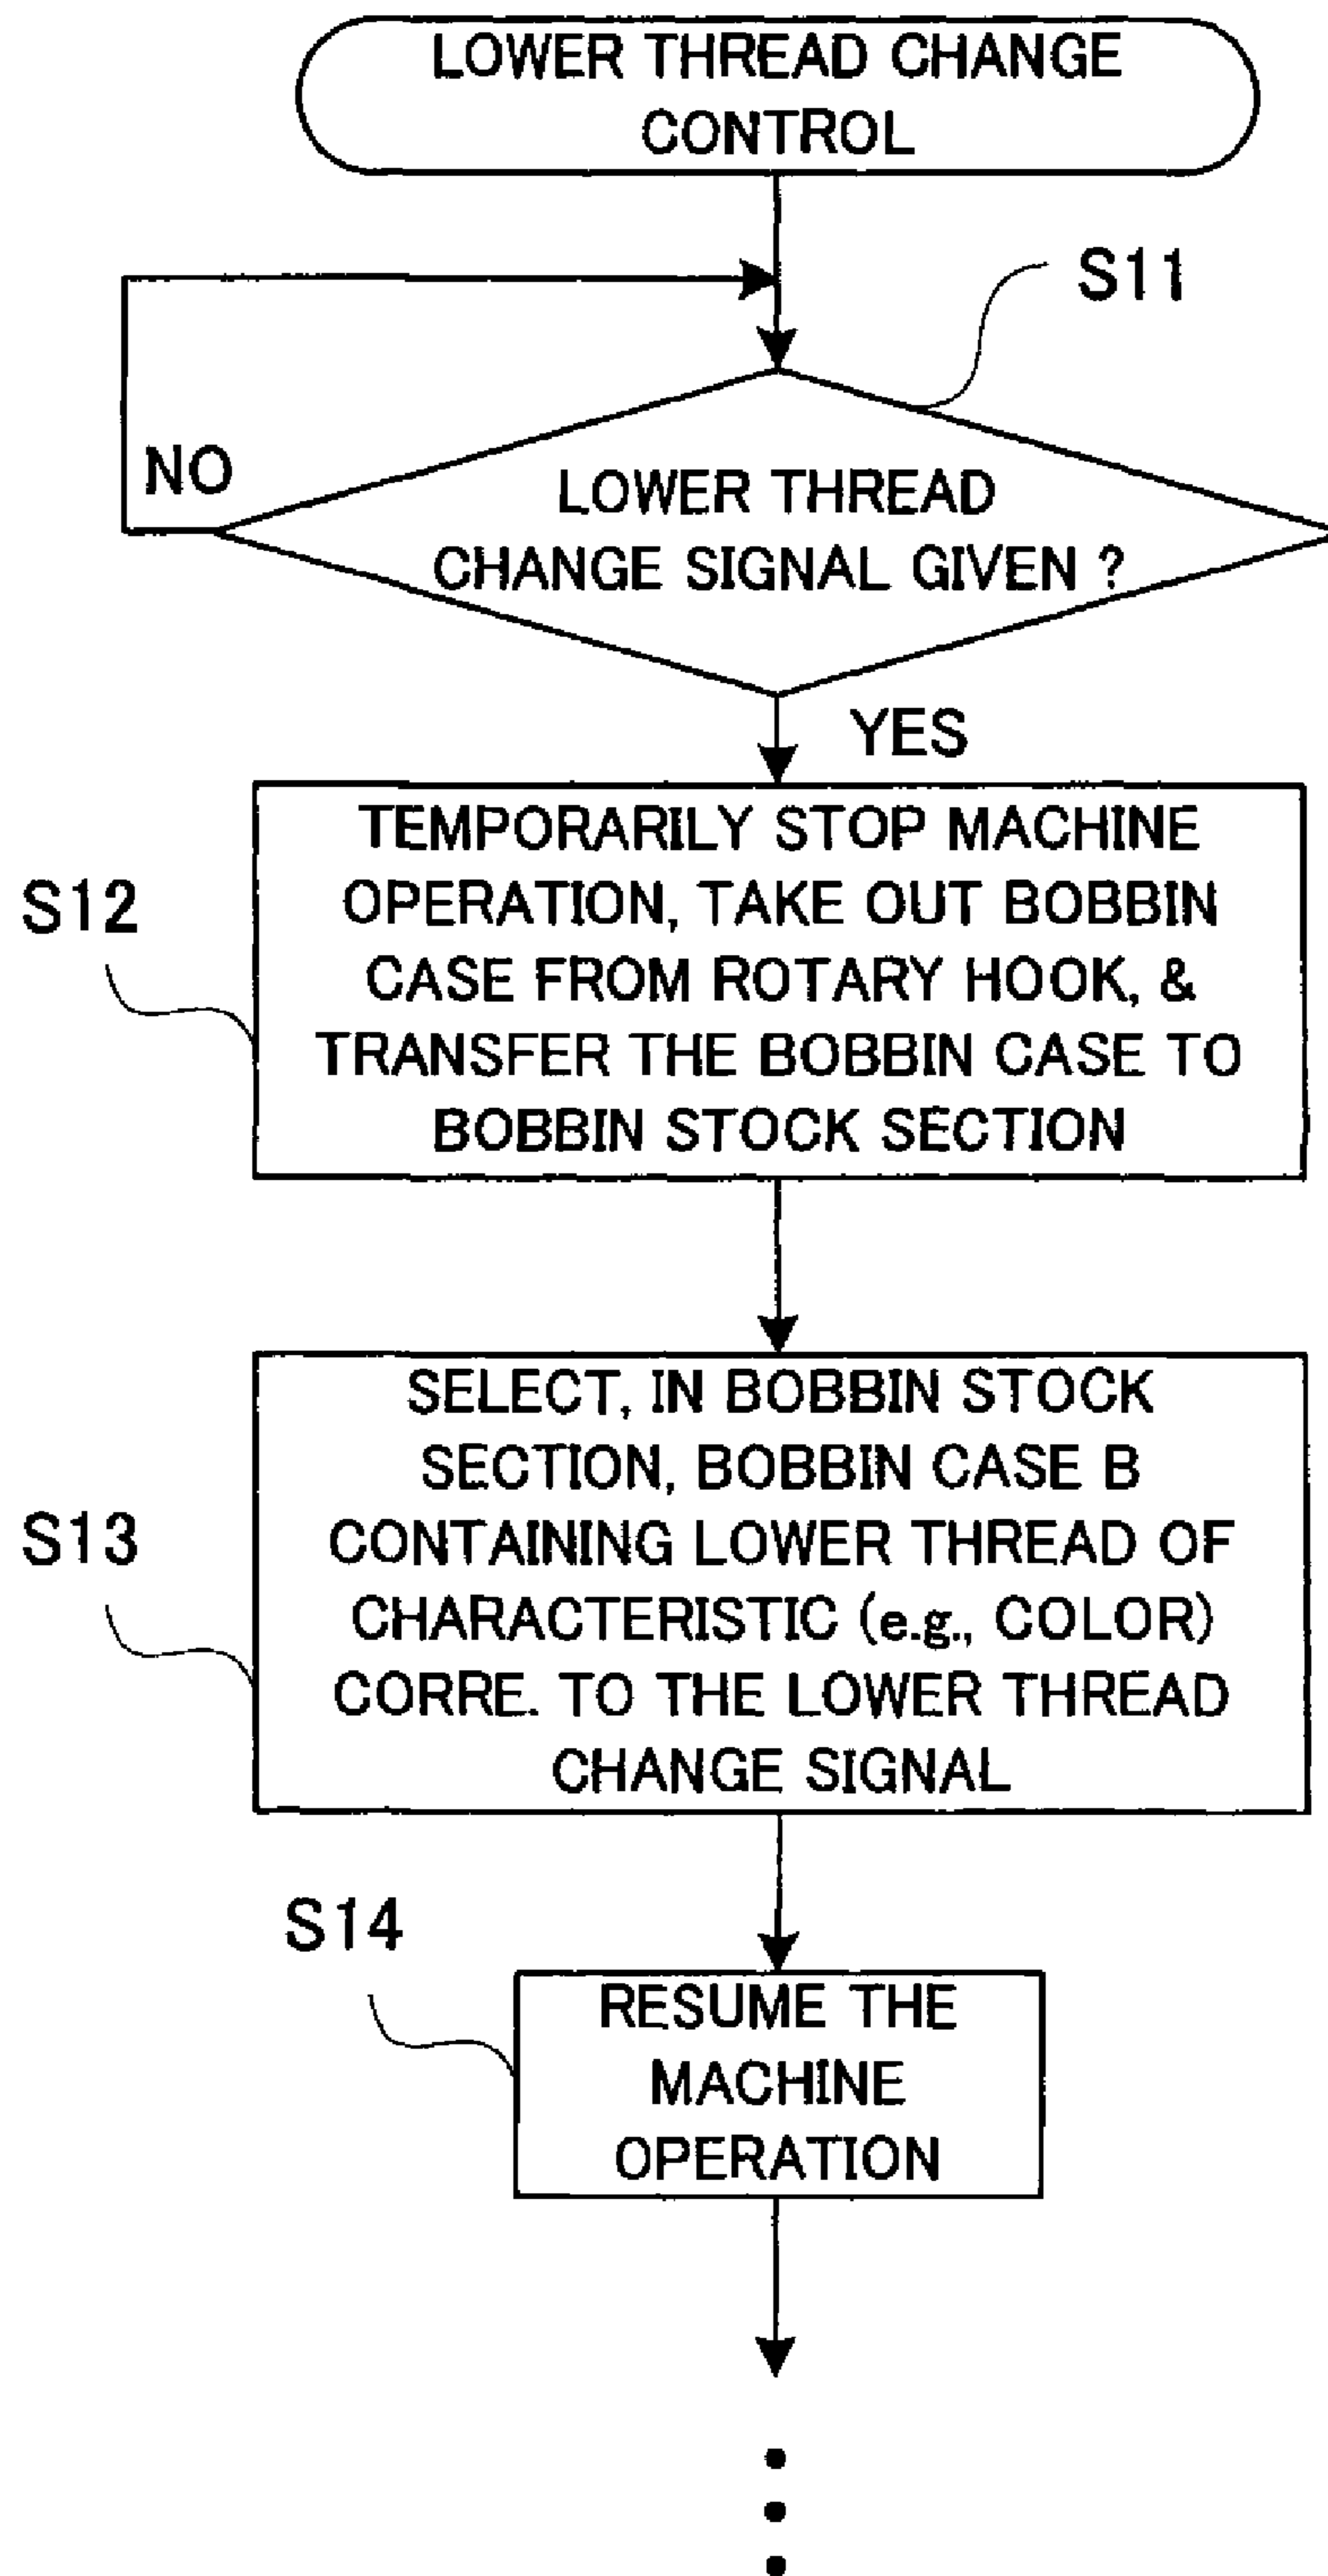 LOWER THREAD CHANGE
CONTROL
S11
NO
LOWER THREAD
CHANGE SIGNAL GIVEN ?
YES
S12
TEMPORARILY STOP MACHINE
OPERATION, TAKE OUT BOBBIN
CASE FROM ROTARY HOOK, &
TRANSFER THE BOBBIN CASE TO
BOBBIN STOCK SECTION
S13
SELECT, IN BOBBIN STOCK
SECTION, BOBBIN CASE B
CONTAINING LOWER THREAD OF
CHARACTERISTIC (e.g., COLOR)
CORRE. TO THE LOWER THREAD
CHANGE SIGNAL
S14
RESUME THE
MACHINE
OPERATION